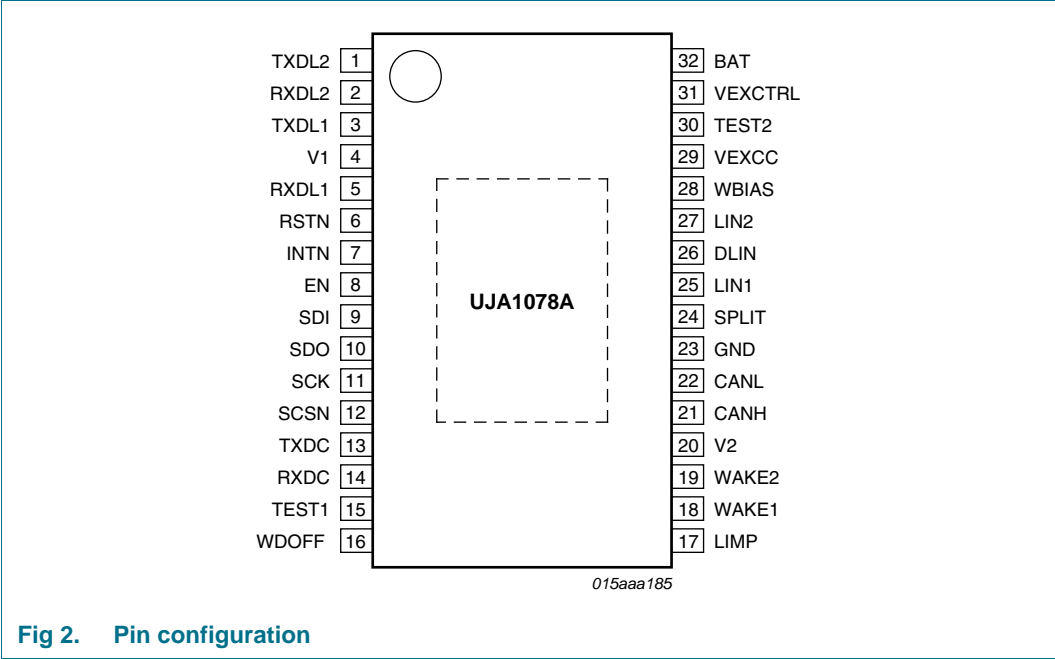 TXDL2 1 32 BAT
RXDL2 2 31 VEXCTRL
TXDL1 3 30 TEST2
V1 4 29 VEXCC
RXDL1 5 28 WBIAS
RSTN 6 27 LIN2
INTN 7 26 DLIN
EN 8 25 LIN1
UJA1078A
SDI 9 24 SPLIT
SDO 10 23 GND
SCK 11 22 CANL
SCSN 12 21 CANH
TXDC 13 20 V2
RXDC 14 19 WAKE2
TEST1 15 18 WAKE1
WDOFF 16 17 LIMP
015aaa185
Fig 2. Pin configuration